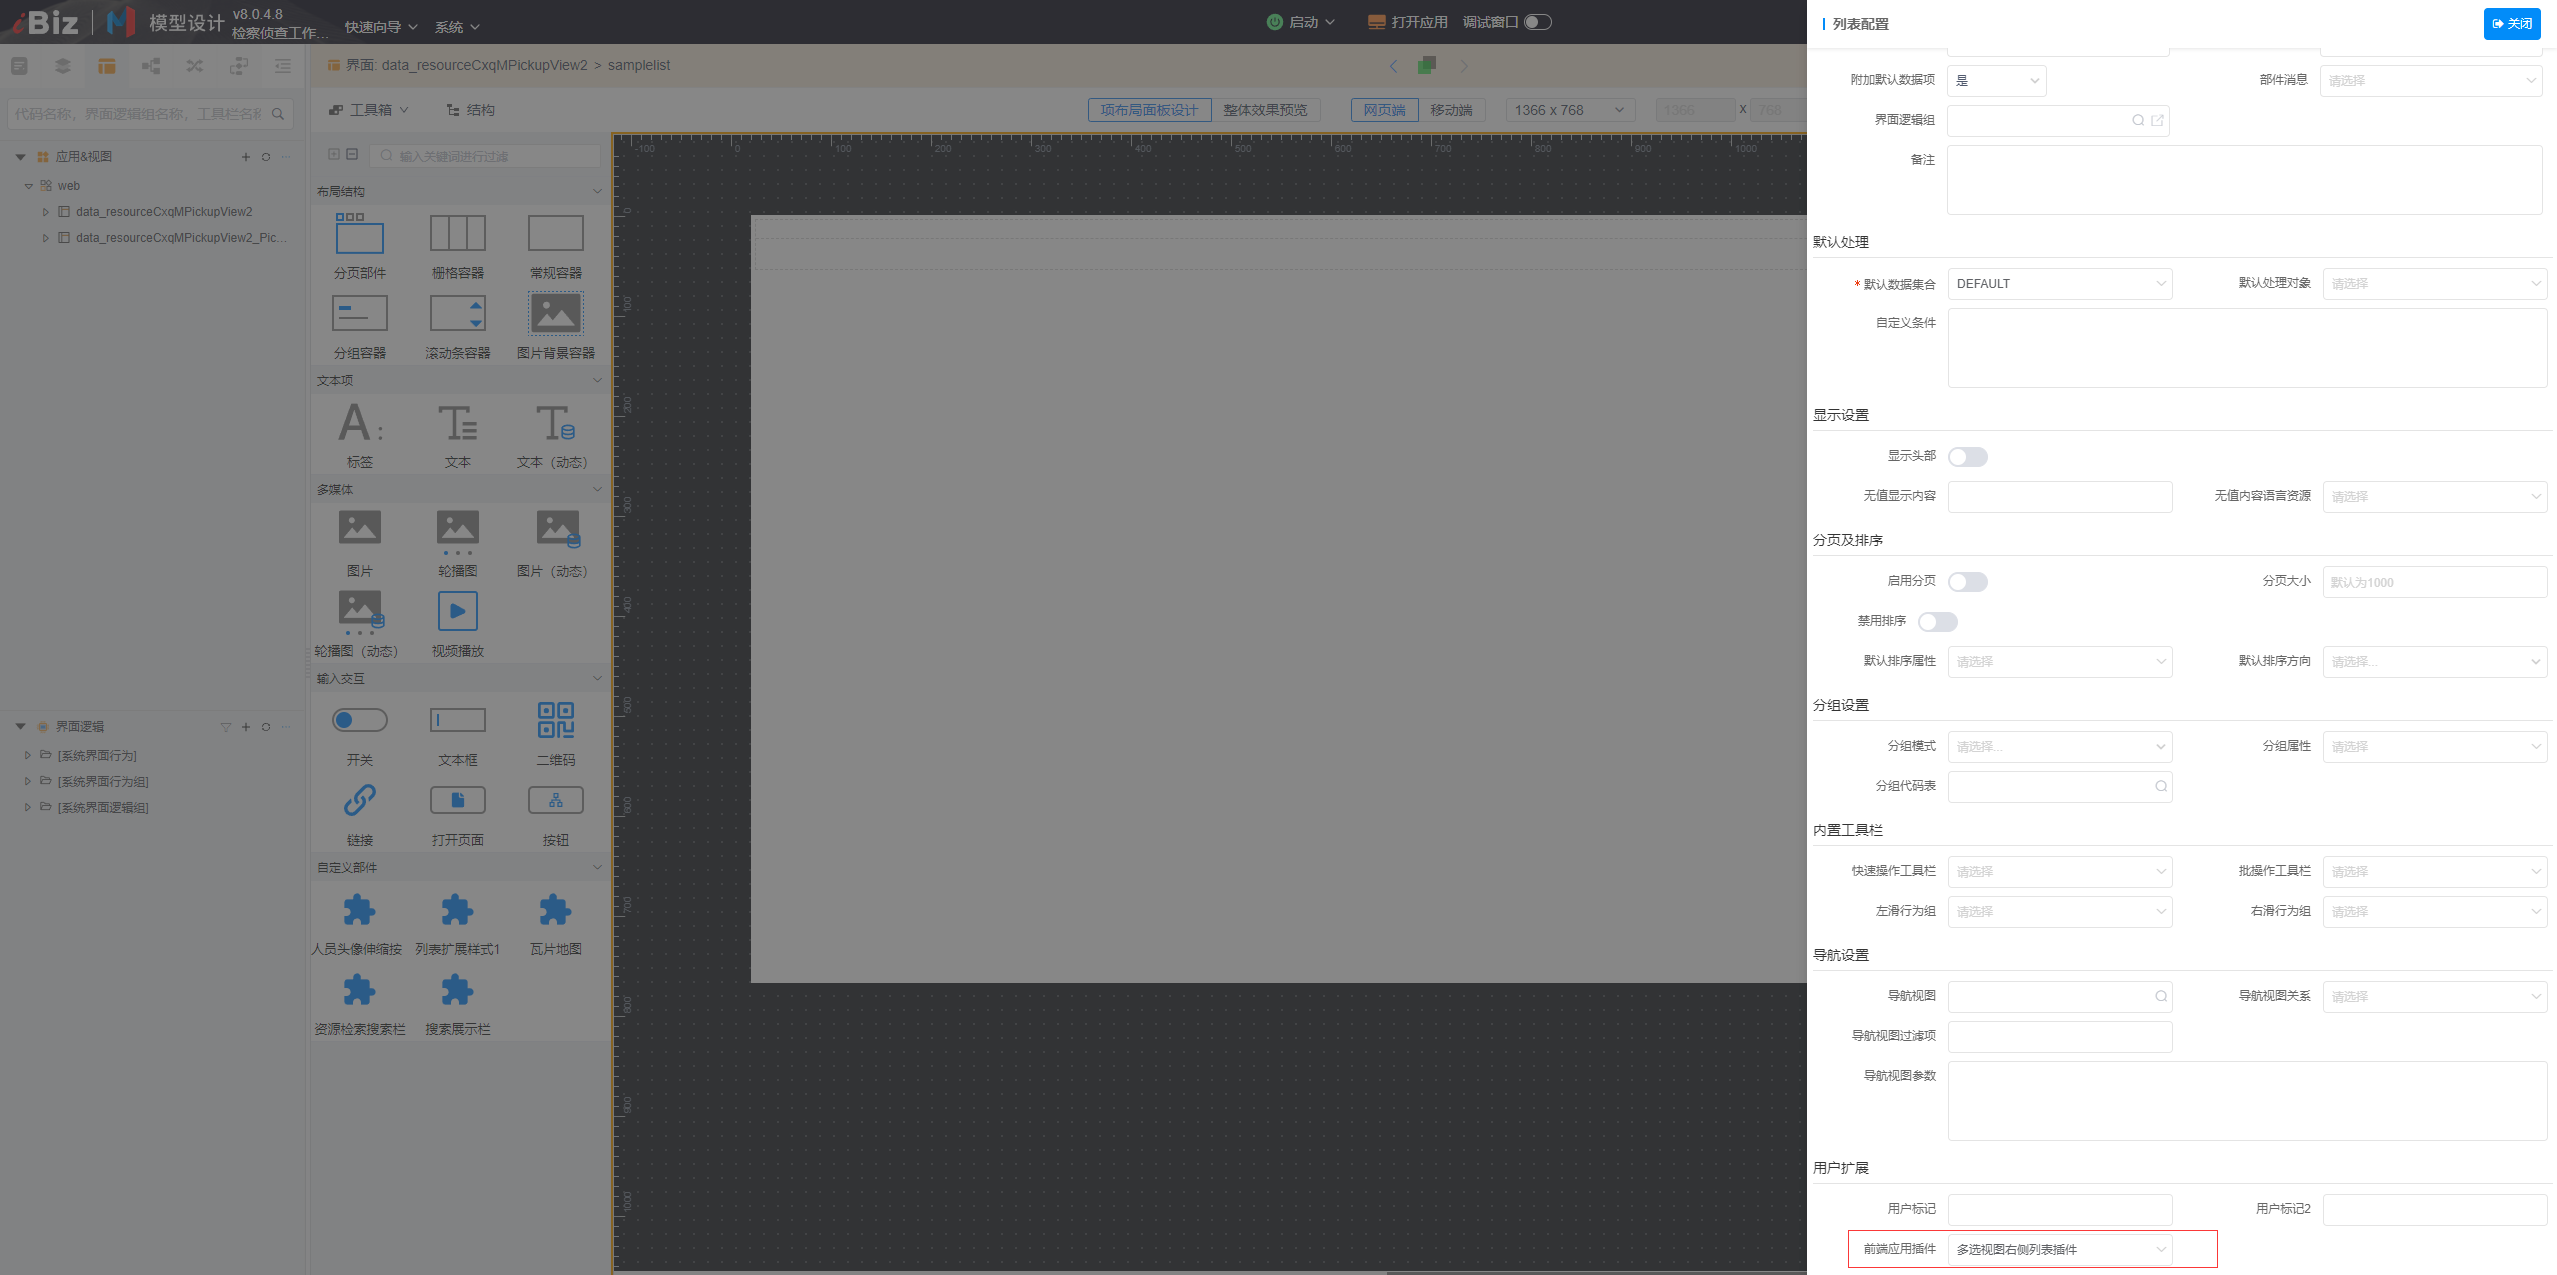 iBiz
模型设计
v8.0.4.8
检察侦查工作...
快速向导
系统
启动
打开应用
调试窗口
代码名称，界面逻辑组名称，工具栏名称
应用&视图
web
data_resourceCxqMPickupView2
data_resourceCxqMPickupView2_Pic...
界面逻辑
[系统界面行为]
[系统界面行为组]
[系统界面逻辑组]
界面: data_resourceCxqMPickupView2 > samplelist
工具箱
结构
项布局面板设计
整体效果预览
网页端
移动端
1366 x 768
1366
X
768
输入关键词进行过滤
布局结构
分页部件
栅格容器
常规容器
分组容器
滚动条容器
图片背景容器
文本项
标签
文本
文本（动态）
多媒体
图片
轮播图
图片（动态）
轮播图（动态）
视频播放
输入交互
开关
文本框
二维码
链接
打开页面
按钮
自定义部件
人员头像伸缩按
列表扩展样式1
瓦片地图
资源检索搜索栏
搜索展示栏
-100 0 100 200 300 400 500 600 700 800 900 1000
0
100
200
300
400
500
600
700
800
900
1000
列表配置
关闭
附加默认数据项 是 部件消息 请选择
界面逻辑组
备注
默认处理
* 默认数据集合 DEFAULT 默认处理对象 请选择
自定义条件
显示设置
显示头部
无值显示内容 无值内容语言资源 请选择
分页及排序
启用分页 分页大小 默认为1000
禁用排序
默认排序属性 请选择 默认排序方向 请选择...
分组设置
分组模式 请选择... 分组属性 请选择
分组代码表
内置工具栏
快速操作工具栏 请选择 批操作工具栏 请选择
左滑行为组 请选择 右滑行为组 请选择
导航设置
导航视图 导航视图关系 请选择
导航视图过滤项
导航视图参数
用户扩展
用户标记 用户标记2
前端应用插件 多选视图右侧列表插件